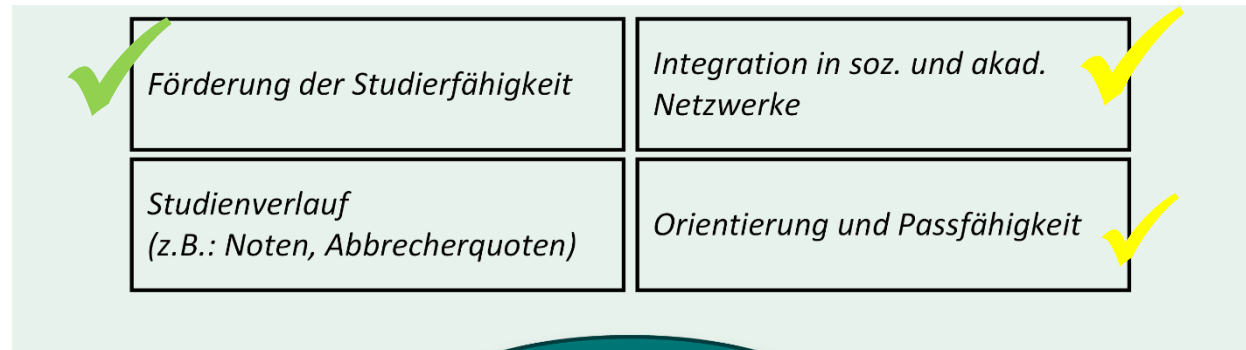 Förderung der Studierfähigkeit
Integration in soz. und akad.
Netzwerke
Studienverlauf
(z.B.: Noten, Abbrecherquoten)
Orientierung und Passfähigkeit